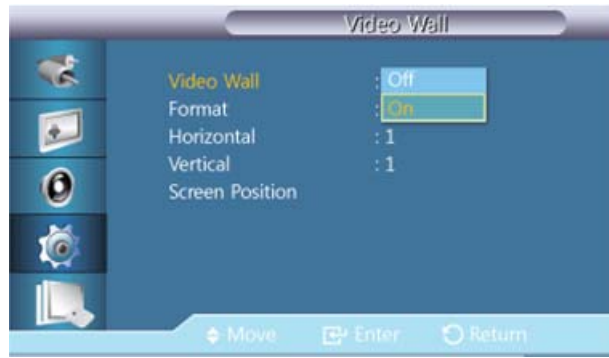 Video Wall
Video Wall : Off
Format : On
Horizontal : 1
Vertical : 1
Screen Position
Move Enter Return